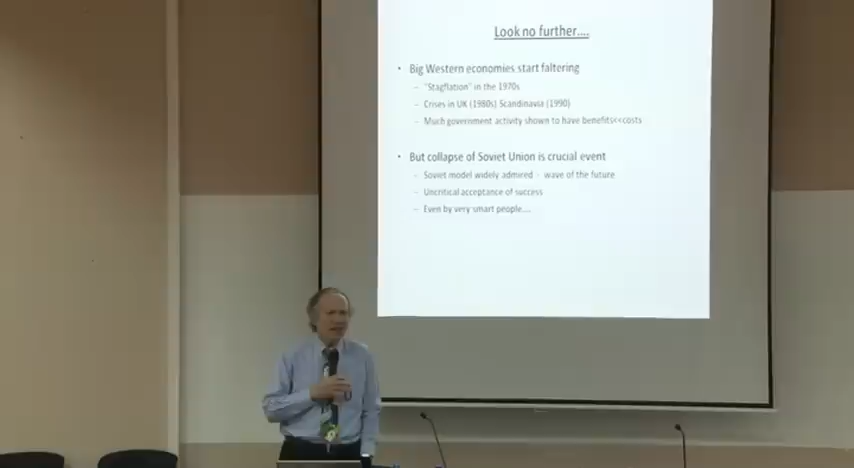 Look no further....
• Big Western economies start faltering
– "Stagflation" in the 1970s
– Crises in UK (1980s) Scandinavia (1990)
– Much government activity shown to have benefits<<costs
• But collapse of Soviet Union is crucial event
– Soviet model widely admired - wave of the future
– Uncritical acceptance of success
– Even by very smart people....